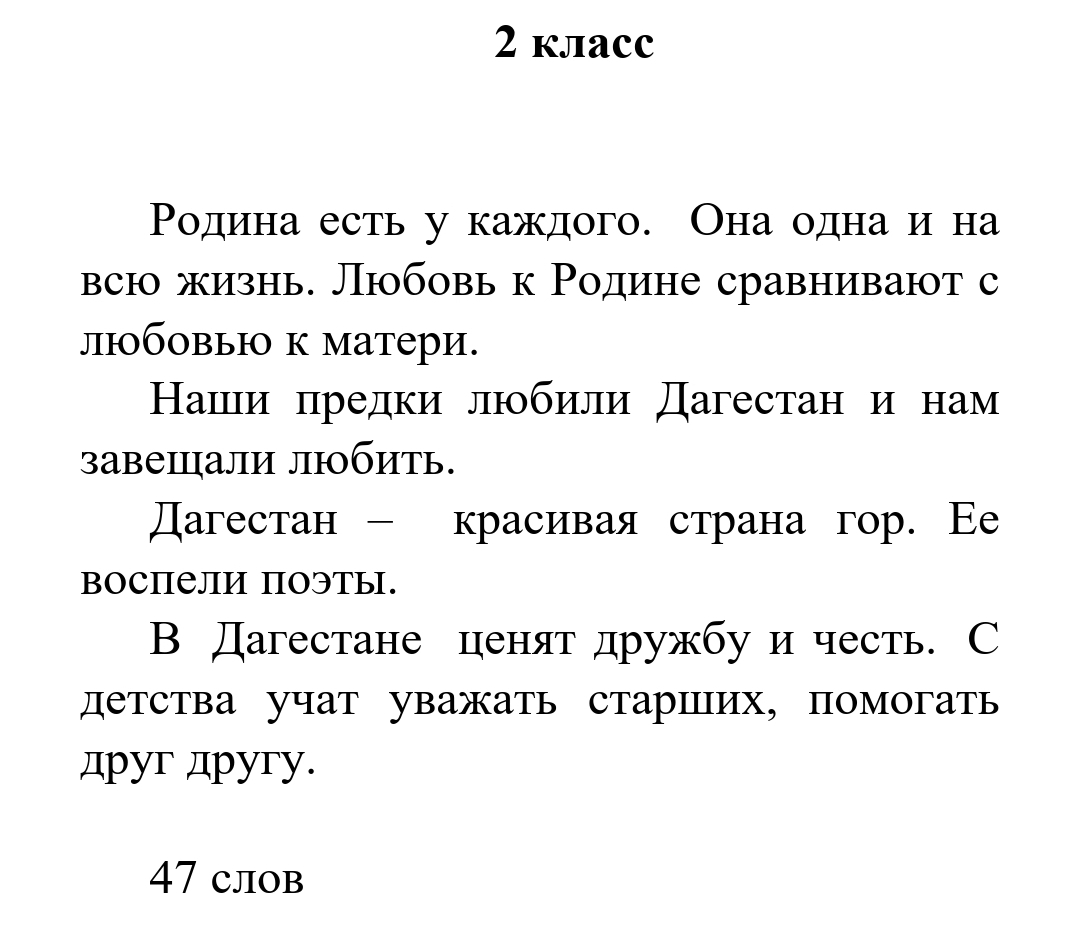 2 класс
Родина есть у каждого. Она одна и на
всю жизнь. Любовь к Родине сравнивают с
любовью к матери.
Наши предки любили Дагестан и нам
завещали любить.
Дагестан – красивая страна гор. Ее
воспели поэты.
В Дагестане ценят дружбу и честь. С
детства учат уважать старших, помогать
друг другу.
47 слов